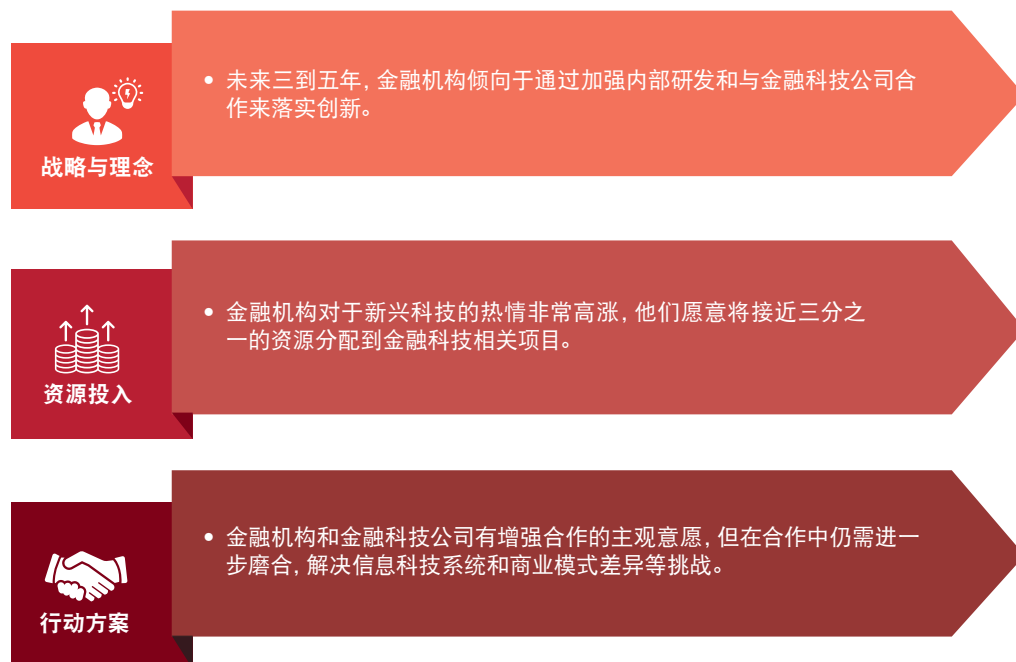 战略与理念
• 未来三到五年，金融机构倾向于通过加强内部研发和与金融科技公司合
作来落实创新。
资源投入
• 金融机构对于新兴科技的热情非常高涨，他们愿意将接近三分之
一的资源分配到金融科技相关项目。
行动方案
• 金融机构和金融科技公司有增强合作的主观意愿，但在合作中仍需进一
步磨合，解决信息科技系统和商业模式差异等挑战。